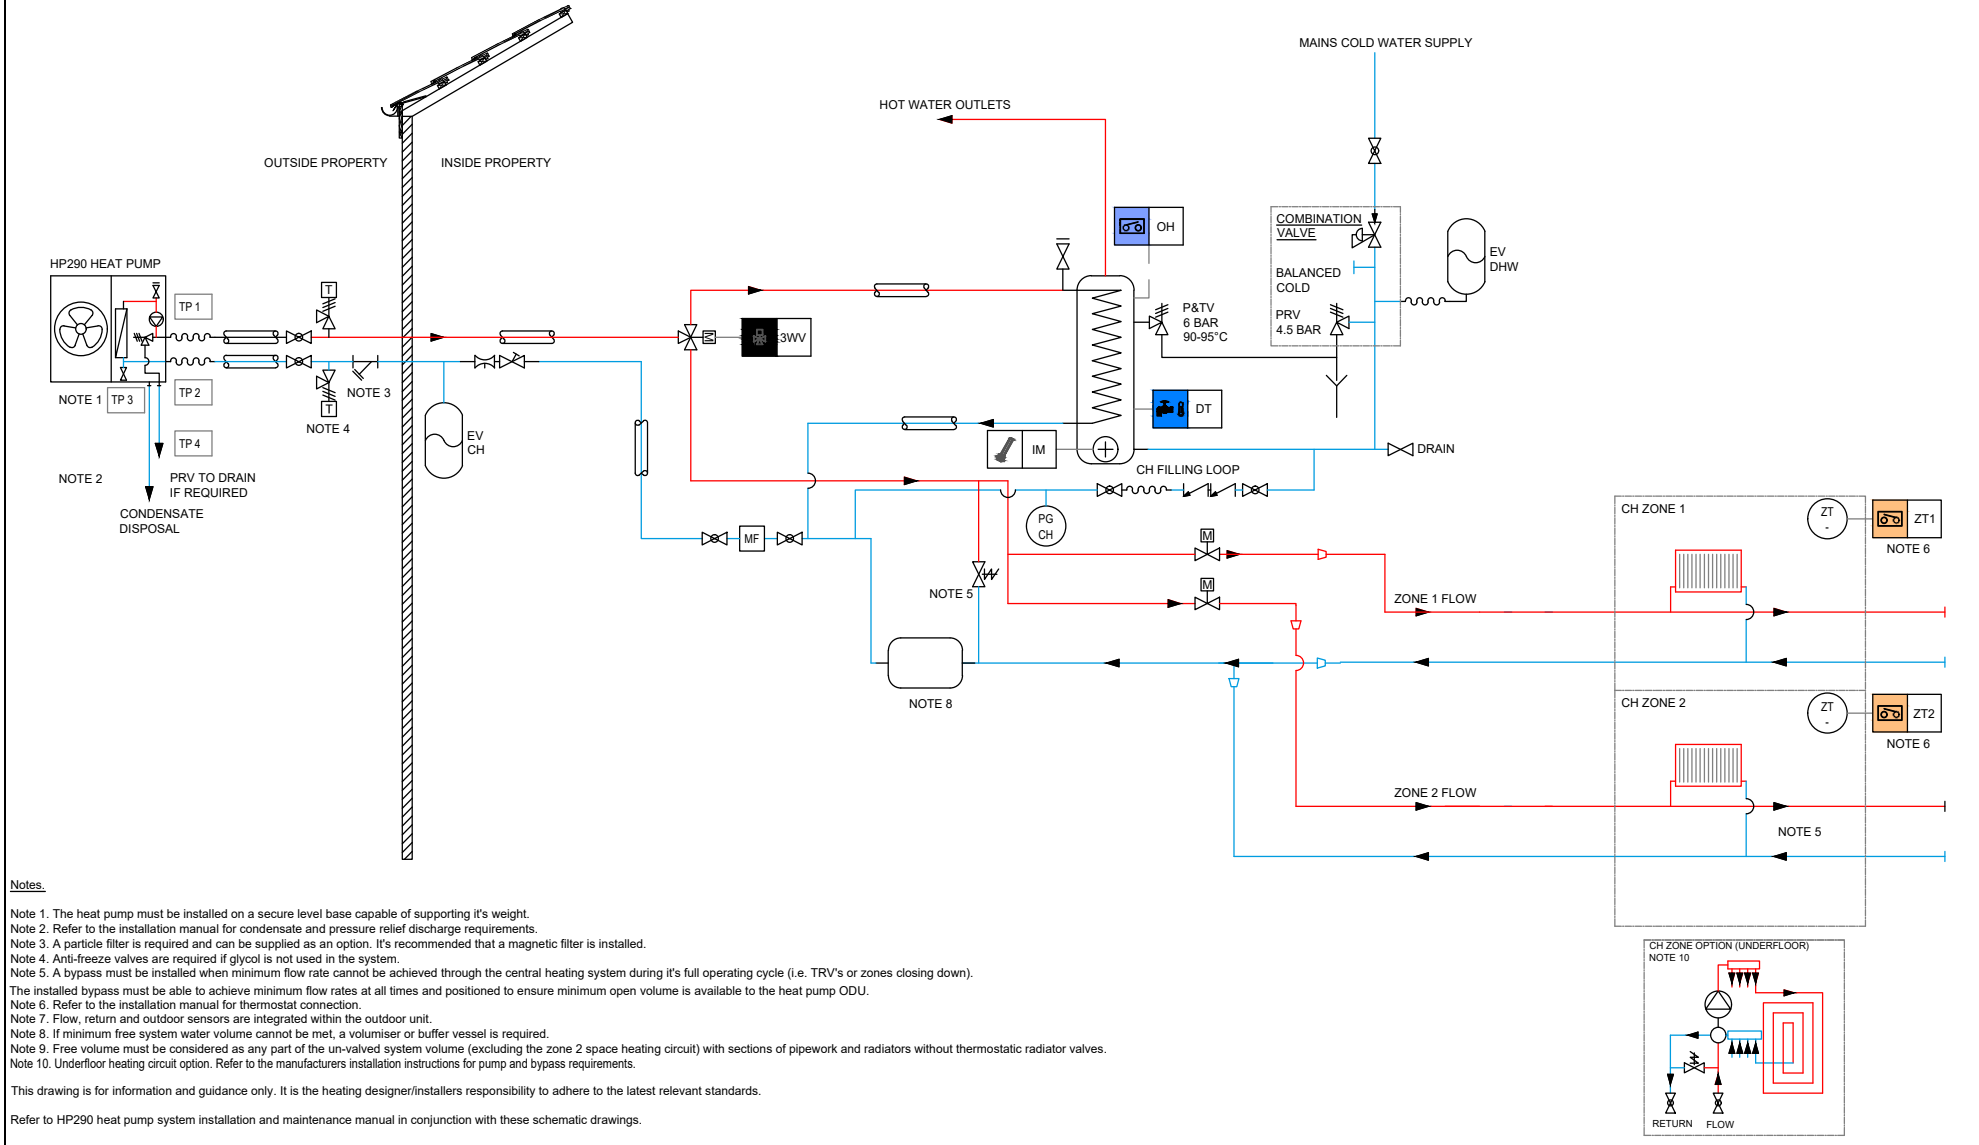 MAINS COLD WATER SUPPLY
HOT WATER OUTLETS
OUTSIDE PROPERTY
INSIDE PROPERTY
OH
COMBINATION
VALVE
EV
DHW
HP290 HEAT PUMP
BALANCED
COLD
TP 1
T
P&TV
6 BAR
90-95°C
PRV
4.5 BAR
M
3WV
NOTE 1
TP 3
TP 2
NOTE 3
T
NOTE 4
DT
EV
CH
TP 4
IM
DRAIN
NOTE 2
PRV TO DRAIN
IF REQUIRED
CH FILLING LOOP
CONDENSATE
DISPOSAL
PG
CH
MF
CH ZONE 1
ZT
-
ZT1
NOTE 6
M
NOTE 5
M
ZONE 1 FLOW
NOTE 8
CH ZONE 2
ZT
-
ZT2
NOTE 6
ZONE 2 FLOW
NOTE 5
Notes.
Note 1. The heat pump must be installed on a secure level base capable of supporting it's weight.
Note 2. Refer to the installation manual for condensate and pressure relief discharge requirements.
Note 3. A particle filter is required and can be supplied as an option. It's recommended that a magnetic filter is installed.
Note 4. Anti-freeze valves are required if glycol is not used in the system.
Note 5. A bypass must be installed when minimum flow rate cannot be achieved through the central heating system during it's full operating cycle (i.e. TRV's or zones closing down).
The installed bypass must be able to achieve minimum flow rates at all times and positioned to ensure minimum open volume is available to the heat pump ODU.
Note 6. Refer to the installation manual for thermostat connection.
Note 7. Flow, return and outdoor sensors are integrated within the outdoor unit.
Note 8. If minimum free system water volume cannot be met, a volumiser or buffer vessel is required.
Note 9. Free volume must be considered as any part of the un-valved system volume (excluding the zone 2 space heating circuit) with sections of pipework and radiators without thermostatic radiator valves.
Note 10. Underfloor heating circuit option. Refer to the manufacturers installation instructions for pump and bypass requirements.
This drawing is for information and guidance only. It is the heating designer/installers responsibility to adhere to the latest relevant standards.
Refer to HP290 heat pump system installation and maintenance manual in conjunction with these schematic drawings.
CH ZONE OPTION (UNDERFLOOR)
NOTE 10
RETURN
FLOW